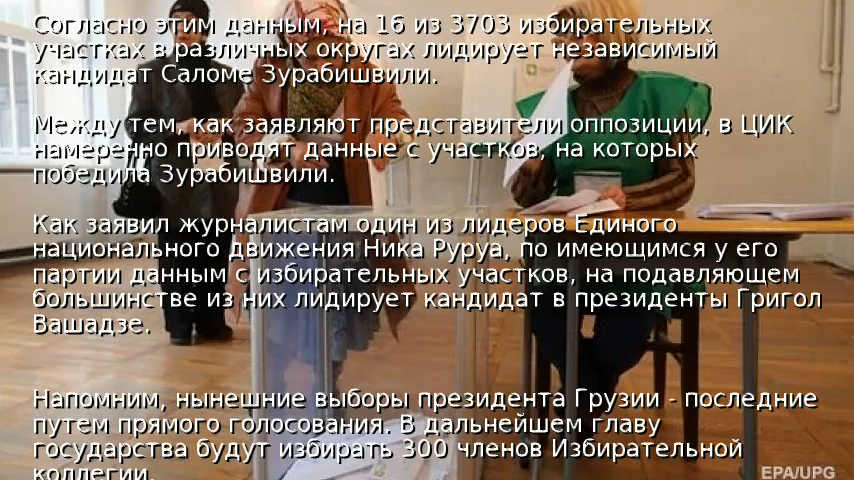 Согласно этим данным, на 16 из 3703 избирательных
участках в различных округах лидирует независимый
кандидат Саломе Зурабишвили.
Между тем, как заявляют представители оппозиции, в ЦИК
намеренно приводят данные с участков, на которых
победила Зурабишвили.
Как заявил журналистам один из лидеров Единого
национального движения Ника Руруа, по имеющимся у его
партии данным с избирательных участков, на подавляющем
большинстве из них лидирует кандидат в президенты Григол
Вашадзе.
Напомним, нынешние выборы президента Грузии - последние
путем прямого голосования. В дальнейшем главу
государства будут избирать 300 членов Избирательной
коллегии.
EPA/UPG